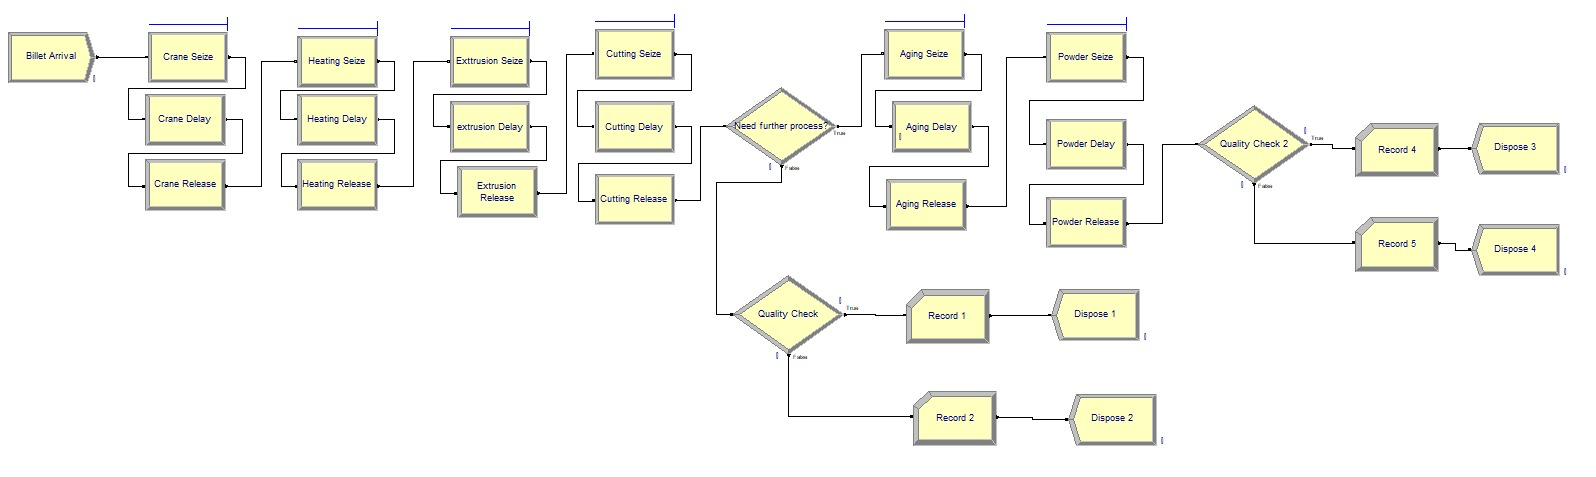 Billet Arrival
Crane Seize
Crane Delay
Crane Release
Heating Seize
Heating Delay
Heating Release
Exttrusion Seize
extrusion Delay
Extrusion
Release
Cutting Seize
Cutting Delay
Cutting Release
Need further process?
True
False
Aging Seize
Aging Delay
Aging Release
Powder Seize
Powder Delay
Powder Release
Quality Check 2
True
False
Record 4
Dispose 3
Record 5
Dispose 4
Quality Check
True
False
Record 1
Dispose 1
Record 2
Dispose 2